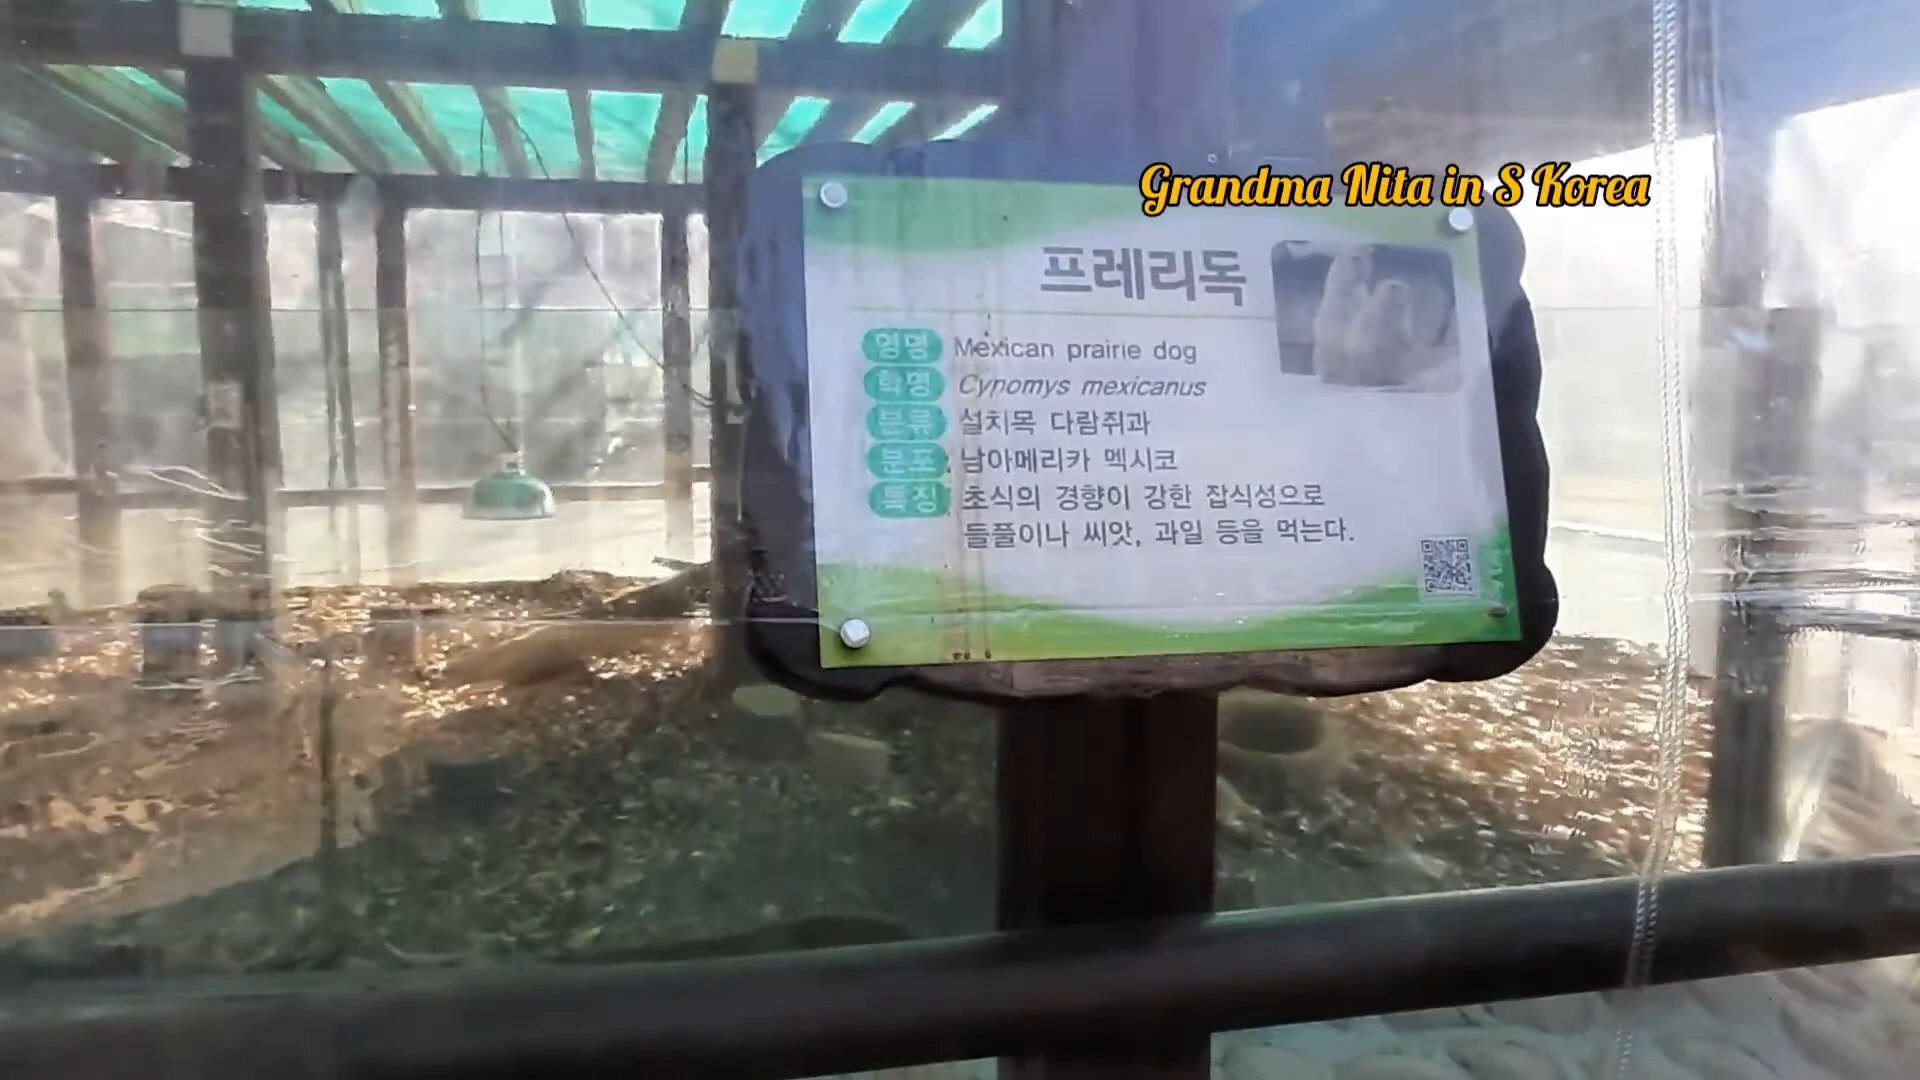 Grandma Nita in S Korea
프레리독
영명 Mexican prairie dog
학명 Cynomys mexicanus
분류 설치목 다람쥐과
분포 남아메리카 멕시코
특징 초식의 경향이 강한 잡식성으로
들풀이나 씨앗, 과일 등을 먹는다.